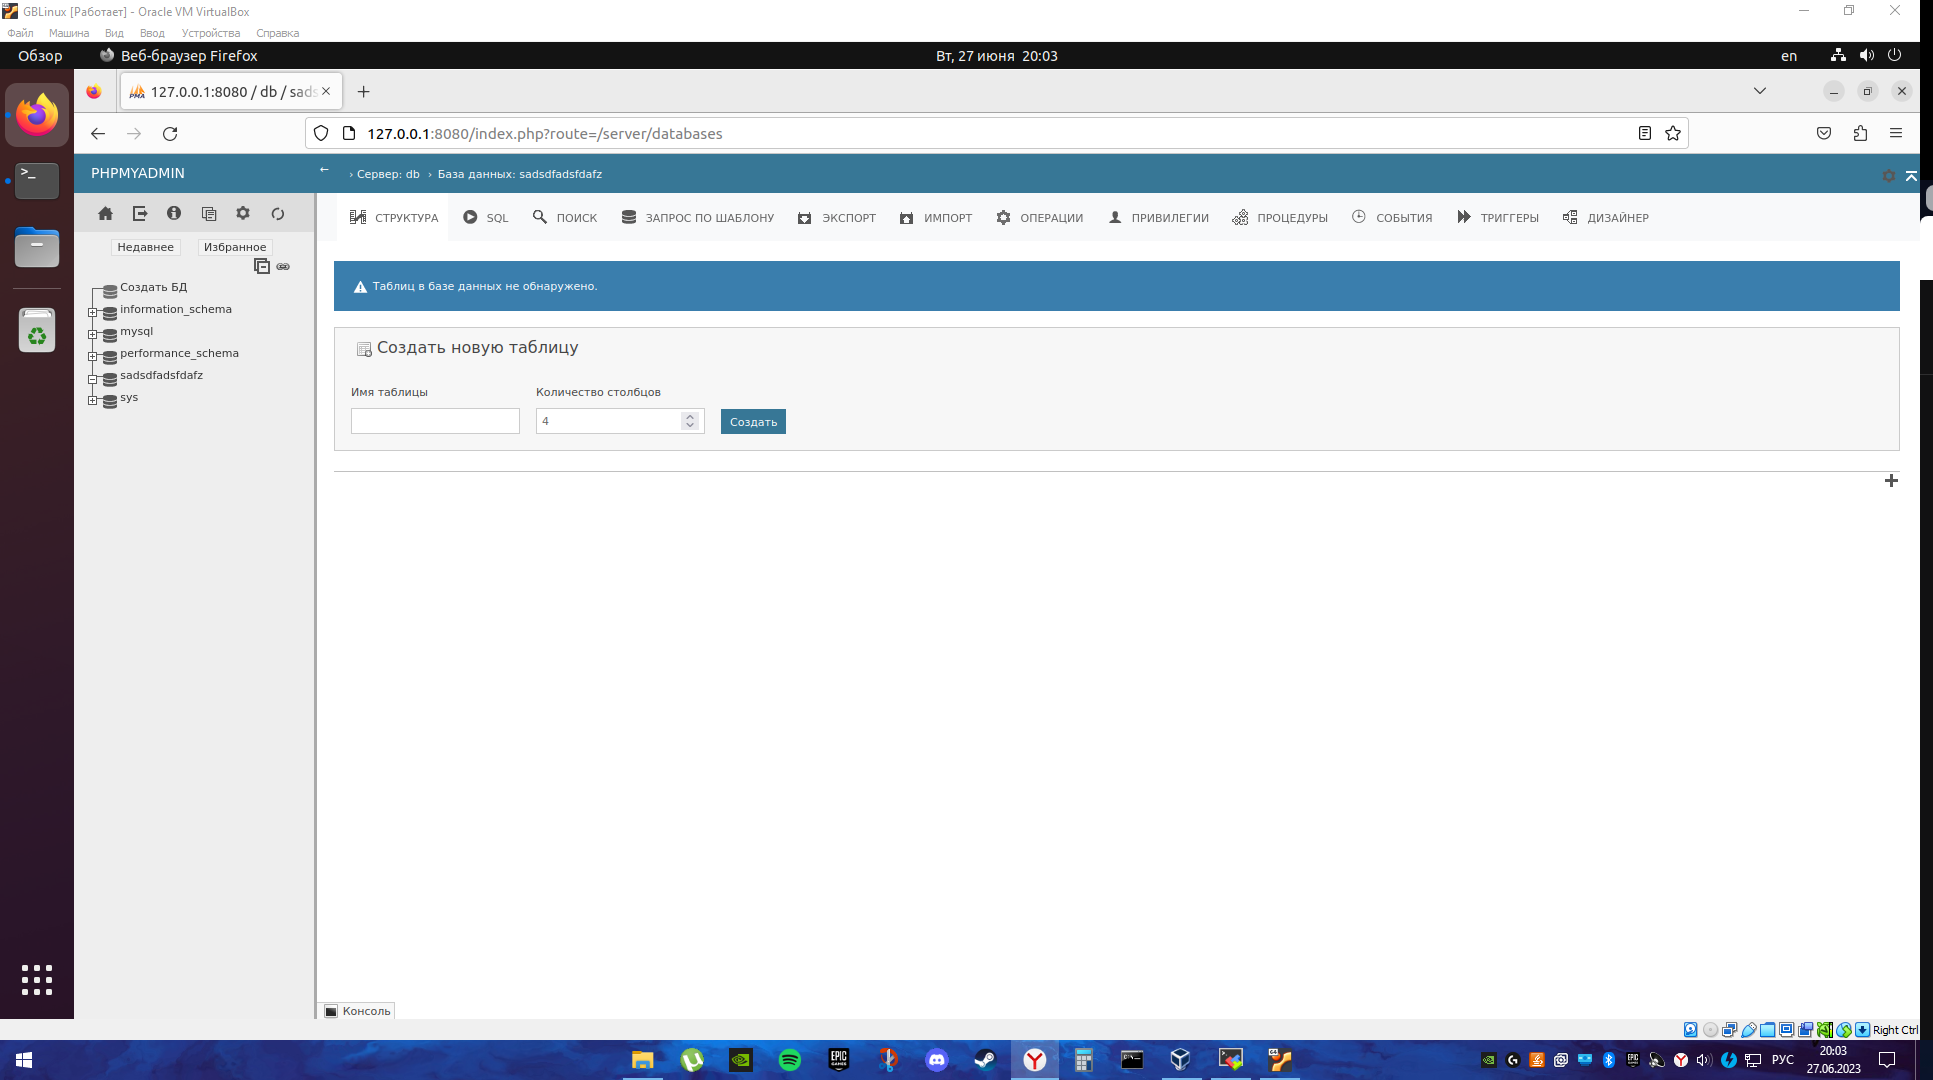 GBLinux [Работает] - Oracle VM VirtualBox
Файл Машина Вид Ввод Устройства Справка
Обзор Веб-браузер Firefox Вт, 27 июня 20:03 en
127.0.0.1:8080 / db / sads
127.0.0.1:8080/index.php?route=/server/databases
PHPMYADMIN
› Сервер: db › База данных: sadsdfadsfdafz
СТРУКТУРА SQL ПОИСК ЗАПРОС ПО ШАБЛОНУ ЭКСПОРТ ИМПОРТ ОПЕРАЦИИ ПРИВИЛЕГИИ ПРОЦЕДУРЫ СОБЫТИЯ ТРИГГЕРЫ ДИЗАЙНЕР
Недавнее Избранное
Создать БД
information_schema
mysql
performance_schema
sadsdfadsfdafz
sys
Таблиц в базе данных не обнаружено.
Создать новую таблицу
Имя таблицы Количество столбцов
4 Создать
Консоль
Right Ctrl
EPIC GAMES
РУС 20:03
27.06.2023